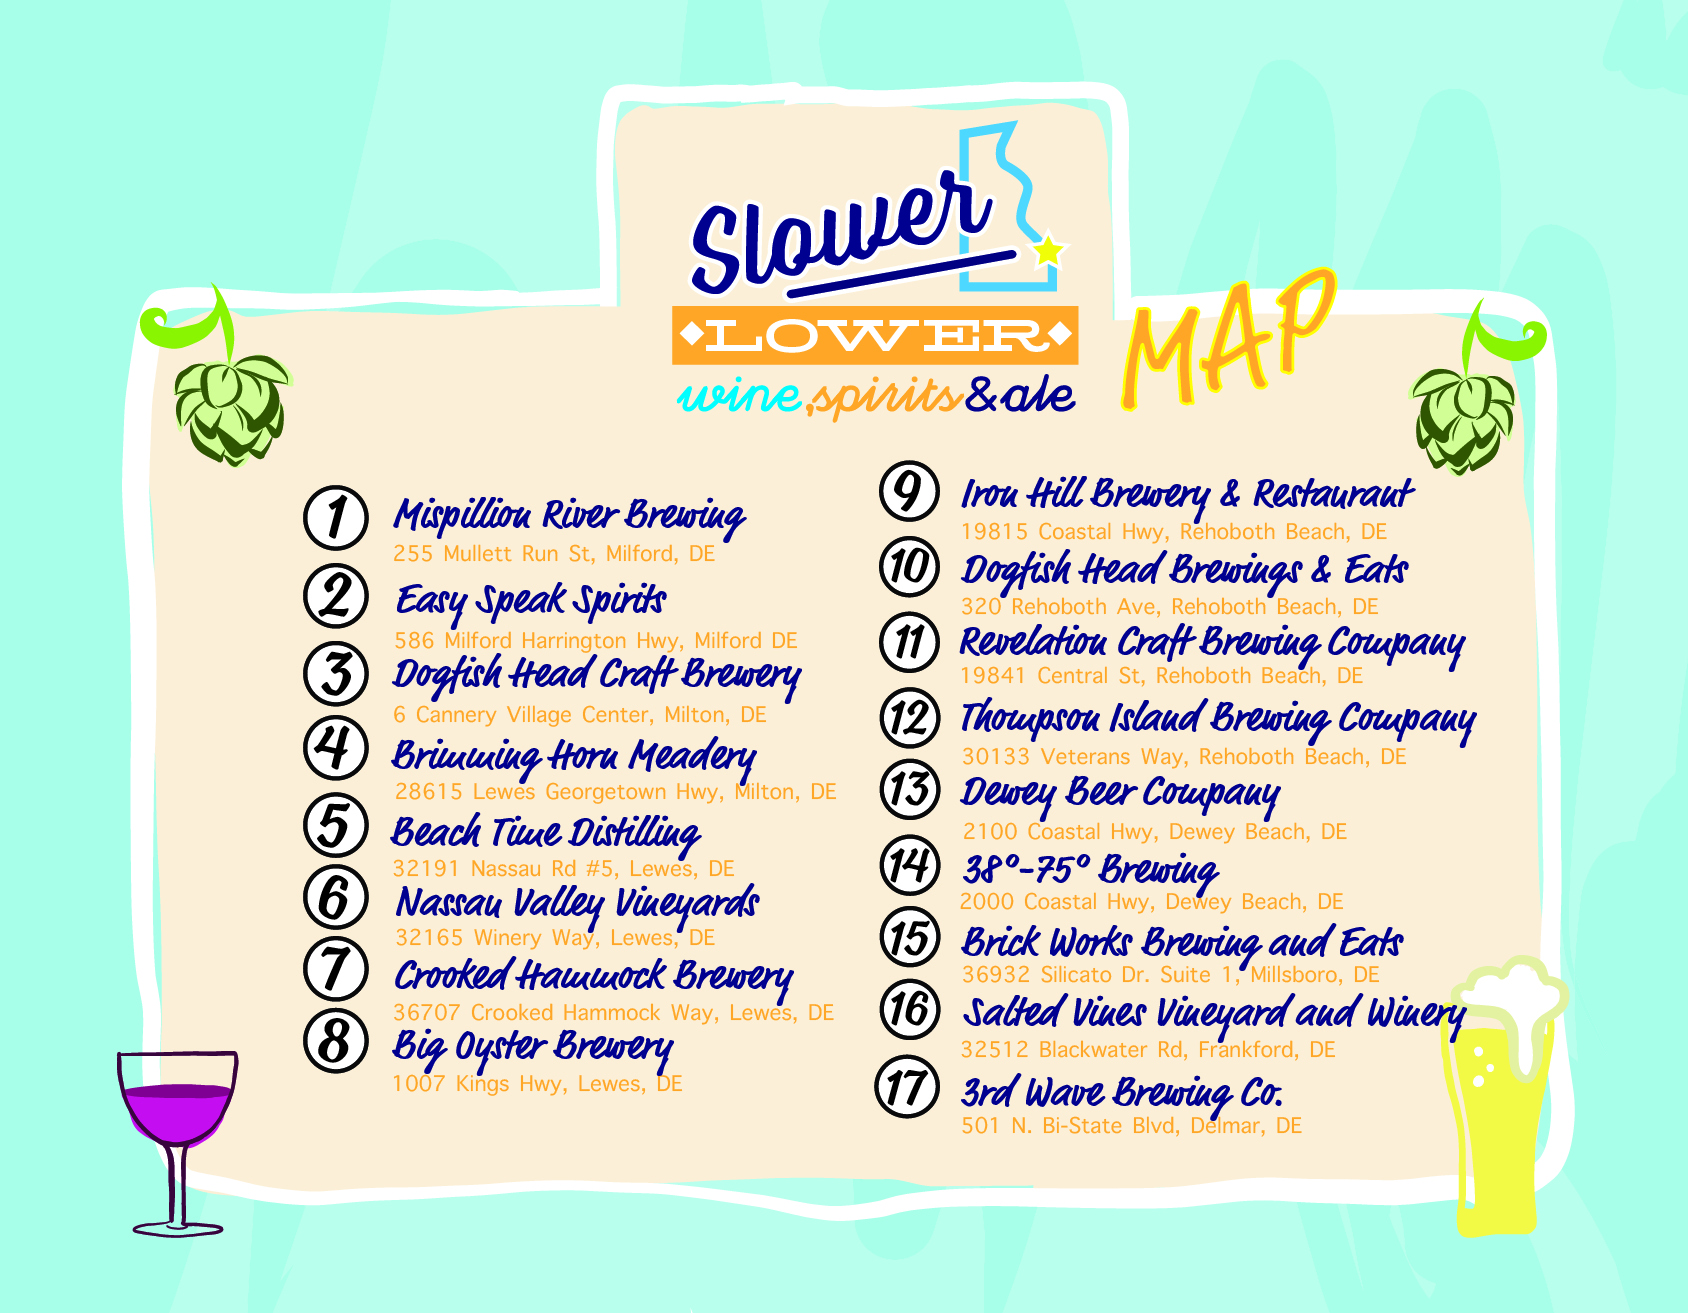 Slower
LOWER
wine, spirits & ale
MAP
1 Mispillion River Brewing
255 Mullett Run St, Milford, DE
2 Easy Speak Spirits
586 Milford Harrington Hwy, Milford DE
3 Dogfish Head Craft Brewery
6 Cannery Village Center, Milton, DE
4 Brimming Horn Meadery
28615 Lewes Georgetown Hwy, Milton, DE
5 Beach Time Distilling
32191 Nassau Rd #5, Lewes, DE
6 Nassau Valley Vineyards
32165 Winery Way, Lewes, DE
7 Crooked Hammock Brewery
36707 Crooked Hammock Way, Lewes, DE
8 Big Oyster Brewery
1007 Kings Hwy, Lewes, DE
9 Iron Hill Brewery & Restaurant
19815 Coastal Hwy, Rehoboth Beach, DE
10 Dogfish Head Brewings & Eats
320 Rehoboth Ave, Rehoboth Beach, DE
11 Revelation Craft Brewing Company
19841 Central St, Rehoboth Beach, DE
12 Thompson Island Brewing Company
30133 Veterans Way, Rehoboth Beach, DE
13 Dewey Beer Company
2100 Coastal Hwy, Dewey Beach, DE
14 38°-75° Brewing
2000 Coastal Hwy, Dewey Beach, DE
15 Brick Works Brewing and Eats
36932 Silicato Dr. Suite 1, Millsboro, DE
16 Salted Vines Vineyard and Winery
32512 Blackwater Rd, Frankford, DE
17 3rd Wave Brewing Co.
501 N. Bi-State Blvd, Delmar, DE